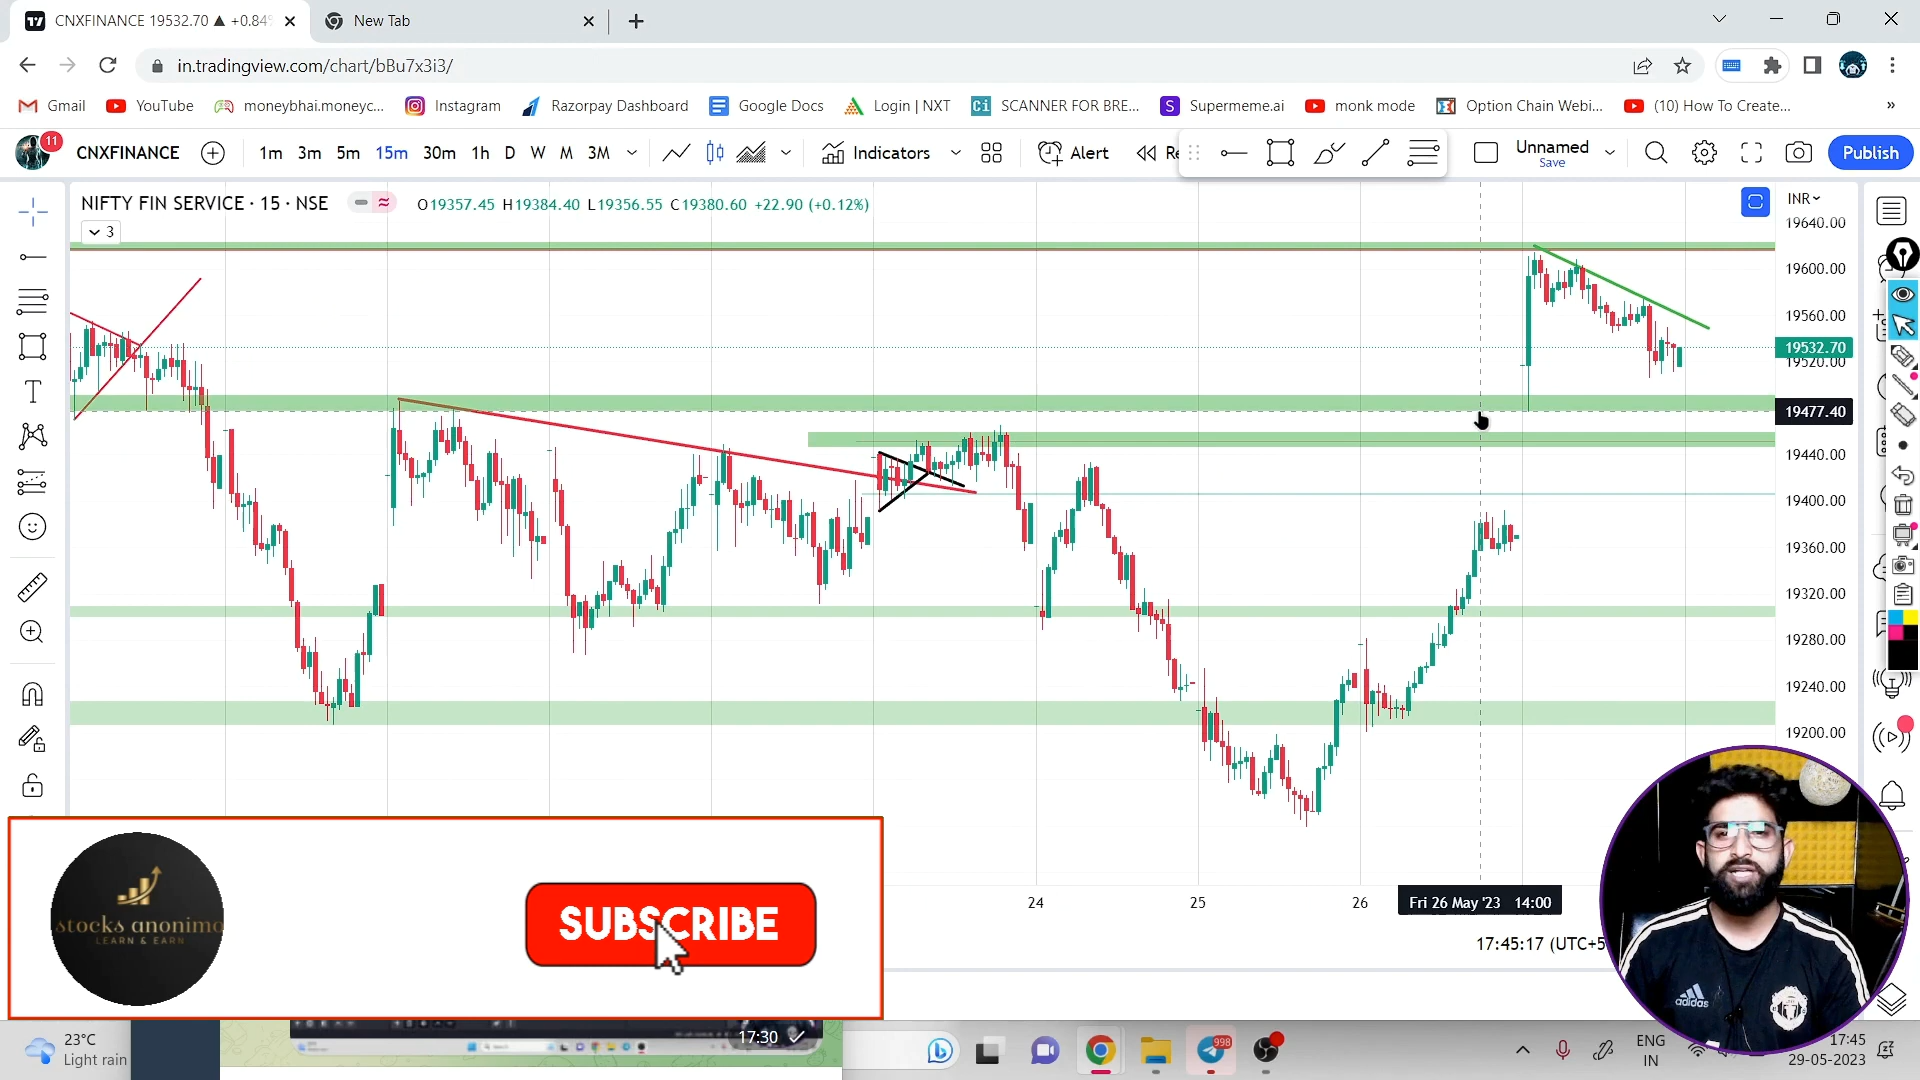 CNXFINANCE 19532.70 ▲ +0.84%
New Tab
in.tradingview.com/chart/bBu7x3i3/
Gmail
YouTube
moneybhai.moneyc...
Instagram
Razorpay Dashboard
Google Docs
Login | NXT
SCANNER FOR BRE...
Supermeme.ai
monk mode
Option Chain Webi...
(10) How To Create...
»
11
CNXFINANCE
1m 3m 5m 15m 30m 1h D W M 3M
Indicators
Alert
Re
Unnamed
Save
Publish
NIFTY FIN SERVICE · 15 · NSE
O19357.45 H19384.40 L19356.55 C19380.60 +22.90 (+0.12%)
3
INR
19640.00
19600.00
19560.00
19532.70
19520.00
19477.40
19440.00
19400.00
19360.00
19320.00
19280.00
19240.00
19200.00
24
25
26
Fri 26 May '23 14:00
17:45:17 (UTC+5
stocks anonimo
LEARN & EARN
SUBSCRIBE
adidas
23°C
Light rain
17:30
998
ENG
IN
17:45
29-05-2023